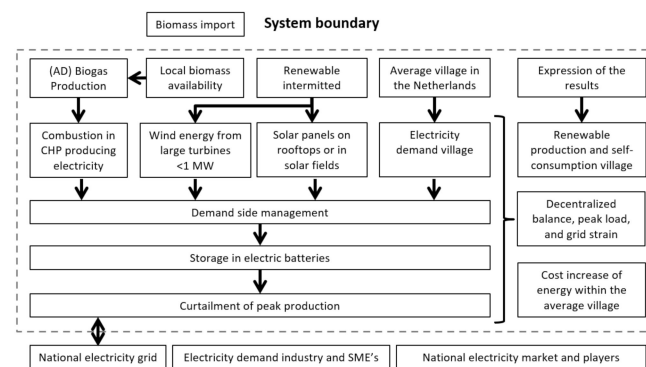 Biomass import
System boundary
(AD) Biogas
Production
Local biomass
availability
Renewable
intermitted
Average village in
the Netherlands
Expression of the
results
Combustion in
CHP producing
electricity
Wind energy from
large turbines
<1 MW
Solar panels on
rooftops or in
solar fields
Electricity
demand village
Renewable
production and self-
consumption village
Demand side management
Decentralized
balance, peak load,
and grid strain
Storage in electric batteries
Curtailment of peak production
Cost increase of
energy within the
average village
National electricity grid
Electricity demand industry and SME's
National electricity market and players